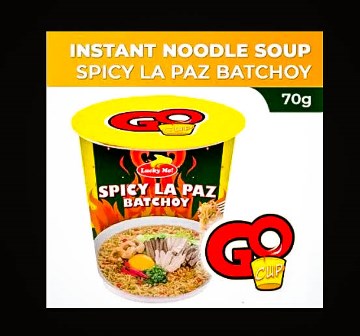 INSTANT NOODLE SOUP
SPICY LA PAZ BATCHOY
70g
GO
CUP
Lucky Me!
SPICY LA PAZ
BATCHOY
GO
CUP